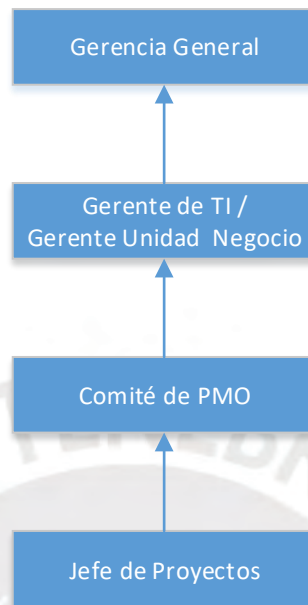 Gerencia General
Gerente de TI /
Gerente Unidad Negocio
Comité de PMO
Jefe de Proyectos